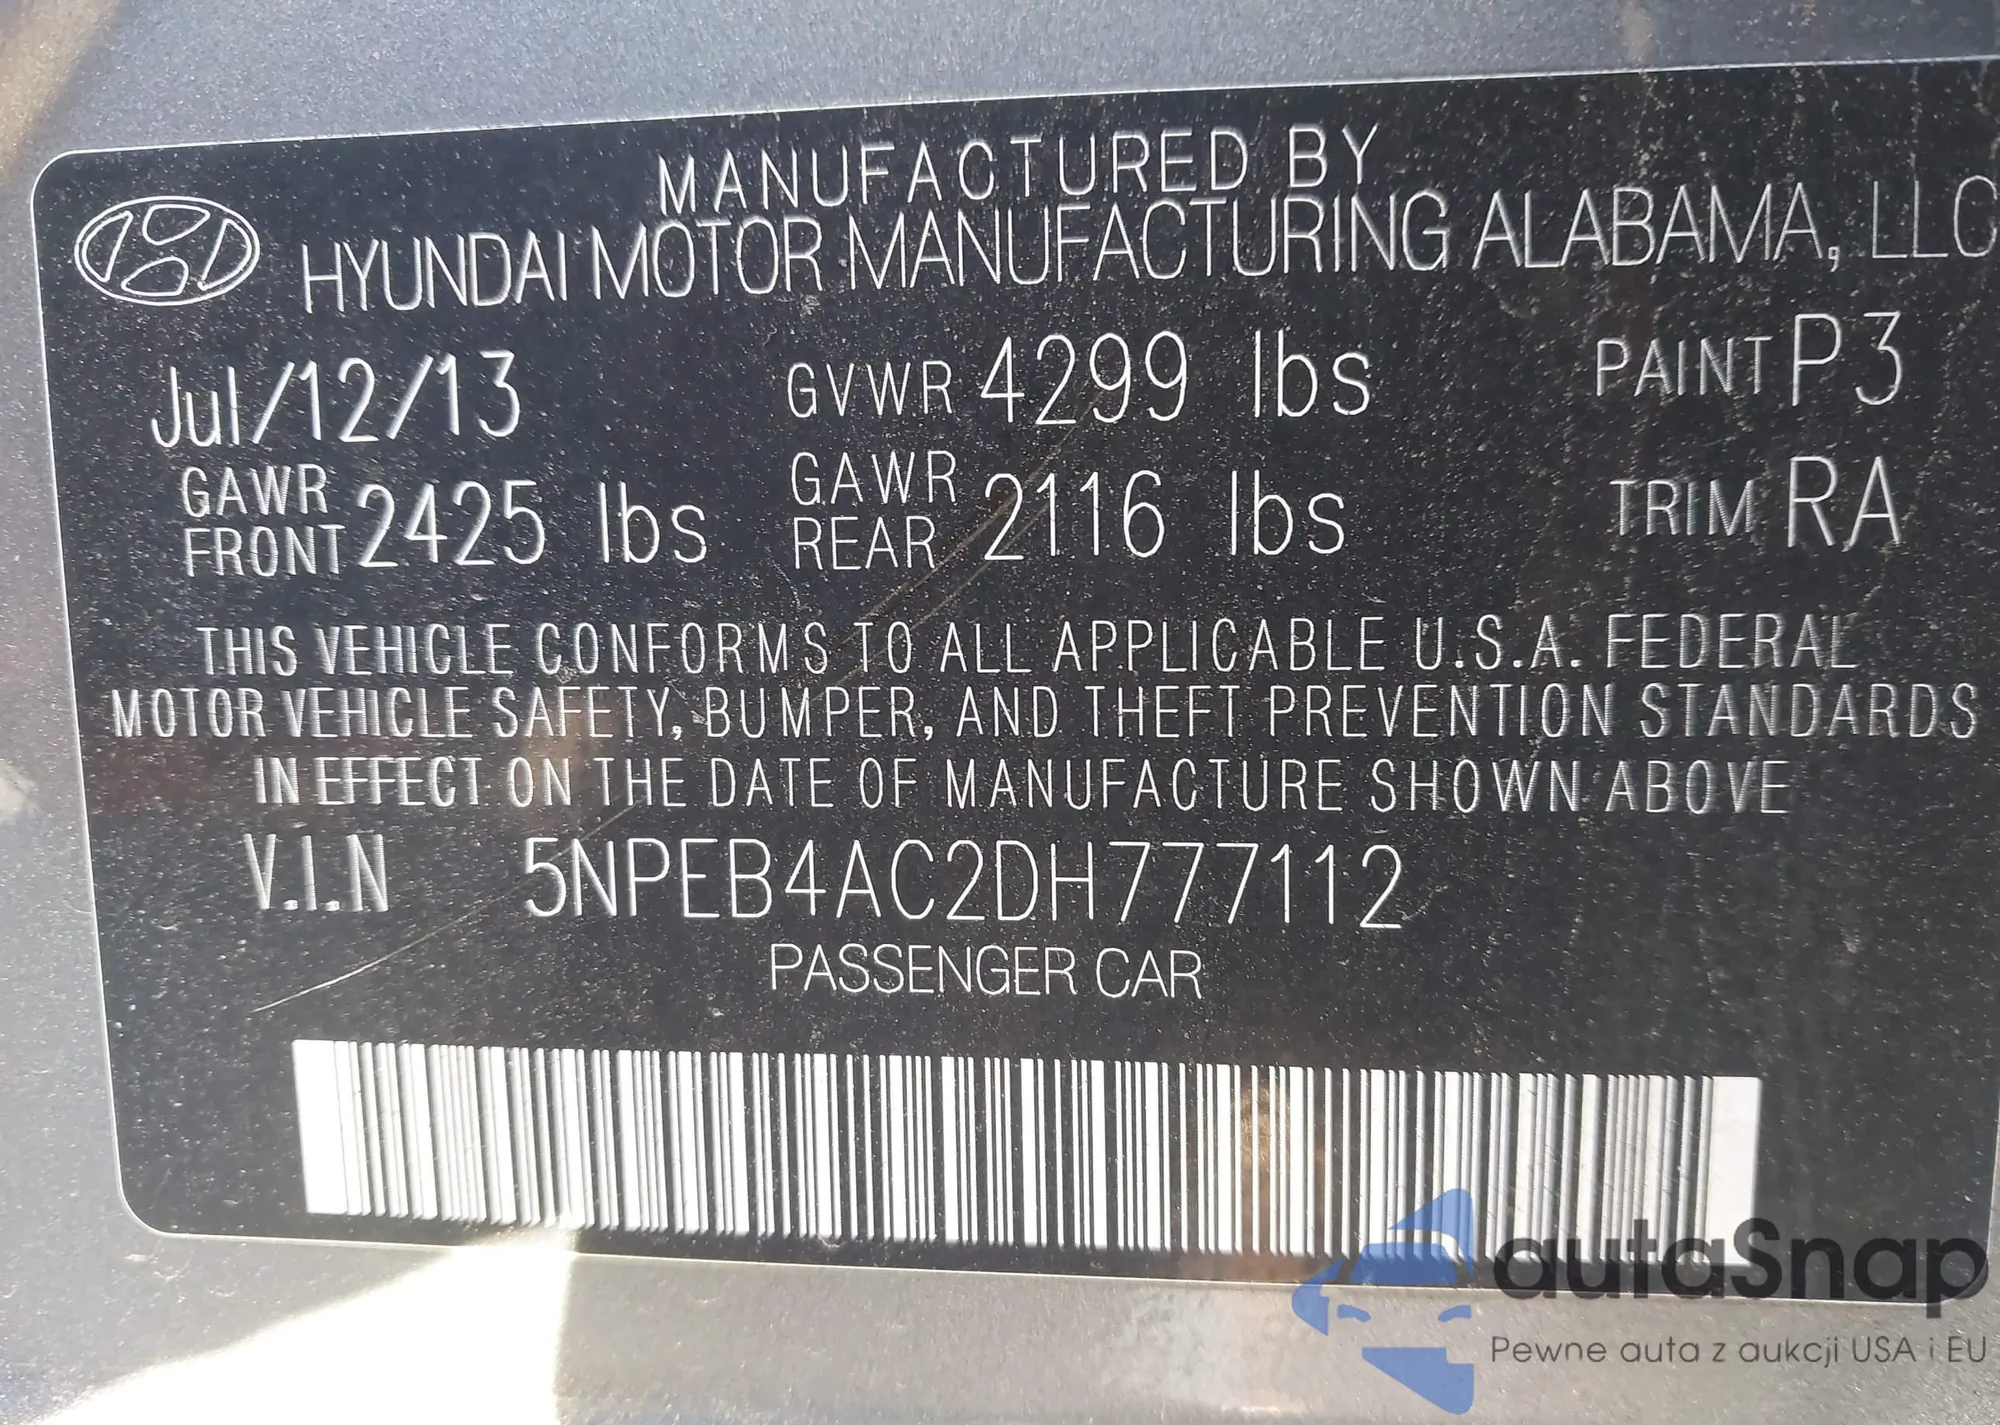 MANUFACTURED BY
HYUNDAI MOTOR MANUFACTURING ALABAMA, LLC
Jul/12/13 GVWR 4299 lbs PAINT P3
GAWR FRONT 2425 lbs GAWR REAR 2116 lbs TRIM RA
THIS VEHICLE CONFORMS TO ALL APPLICABLE U.S.A. FEDERAL
MOTOR VEHICLE SAFETY, BUMPER, AND THEFT PREVENTION STANDARDS
IN EFFECT ON THE DATE OF MANUFACTURE SHOWN ABOVE
V.I.N 5NPEB4AC2DH777112
PASSENGER CAR
autaSnap
Pewne auta z aukcji USA i EU